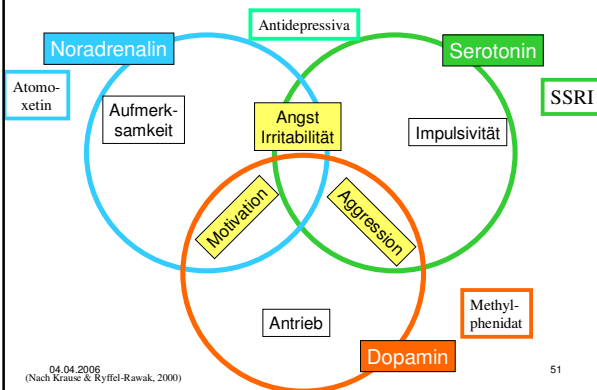 Antidepressiva
Noradrenalin
Serotonin
Atomo-
xetin
SSRI
Aufmerk-
samkeit
Angst
Irritabilität
Impulsivität
Motivation
Aggression
Methyl-
phenidat
Antrieb
Dopamin
04.04.2006
(Nach Krause & Ryffel-Rawak, 2000)
51